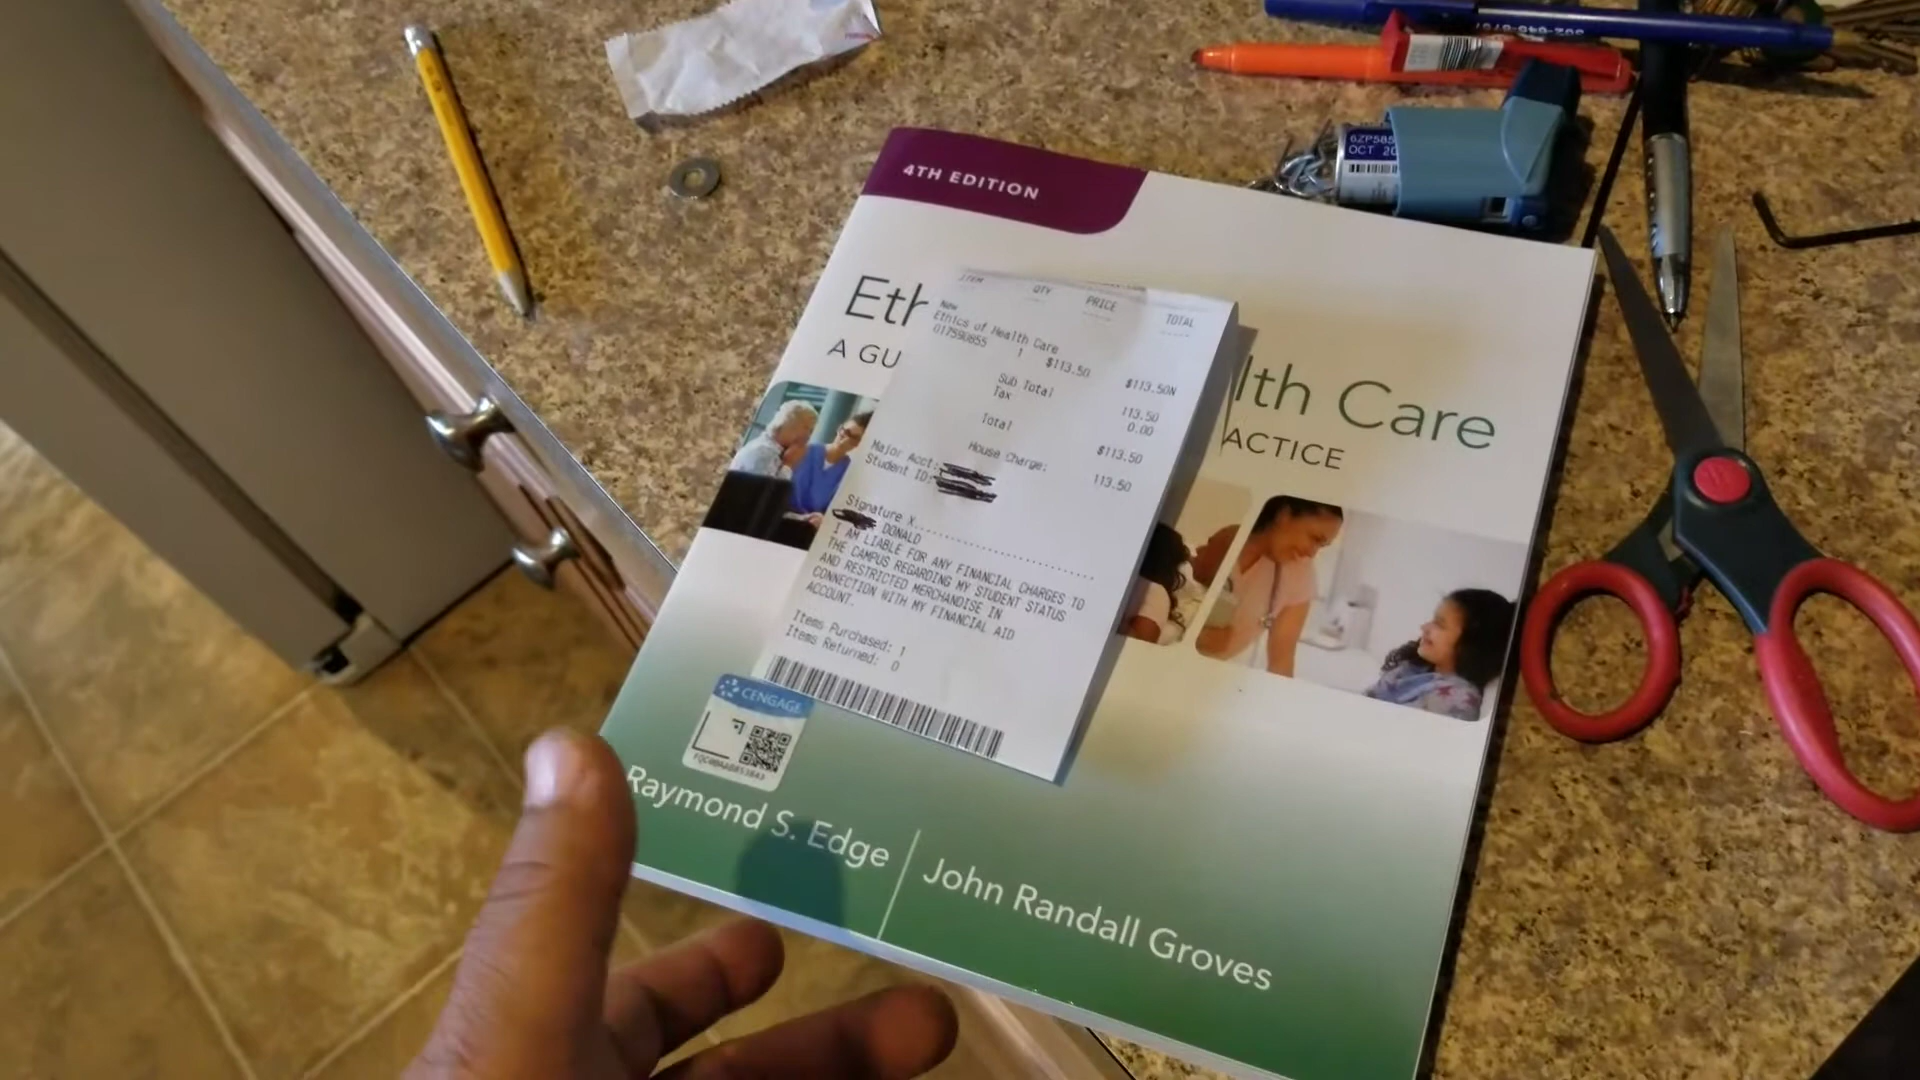 4TH EDITION
Eth lth Care
A GU ACTICE
ITEM QTY PRICE TOTAL
New
Ethics of Health Care
017590855 1 $113.50 $113.50N
Sub Total 113.50
Tax 0.00
Total $113.50
House Charge: 113.50
Major Acct:
Student ID:
Signature X
DONALD
I AM LIABLE FOR ANY FINANCIAL CHARGES TO
THE CAMPUS REGARDING MY STUDENT STATUS
AND RESTRICTED MERCHANDISE IN
CONNECTION WITH MY FINANCIAL AID
ACCOUNT.
Items Purchased: 1
Items Returned: 0
CENGAGE
Raymond S. Edge
John Randall Groves
6ZP585
OCT 20